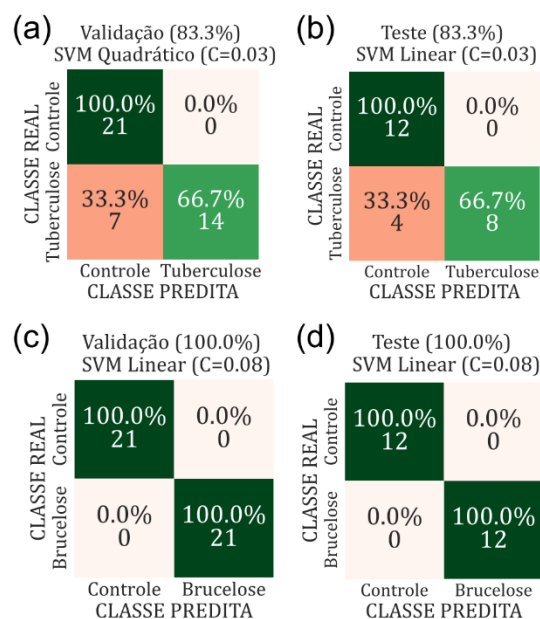 (a)
Validação (83.3%)
SVM Quadrático (C=0.03)
CLASSE REAL
Controle
Tuberculose
100.0%
21
0.0%
0
33.3%
7
66.7%
14
Controle Tuberculose
CLASSE PREDITA
(b)
Teste (83.3%)
SVM Linear (C=0.03)
CLASSE REAL
Controle
Tuberculose
100.0%
12
0.0%
0
33.3%
4
66.7%
8
Controle Tuberculose
CLASSE PREDITA
(c)
Validação (100.0%)
SVM Linear (C=0.08)
CLASSE REAL
Controle
Brucelose
100.0%
21
0.0%
0
0.0%
0
100.0%
21
Controle Brucelose
CLASSE PREDITA
(d)
Teste (100.0%)
SVM Linear (C=0.08)
CLASSE REAL
Controle
Brucelose
100.0%
12
0.0%
0
0.0%
0
100.0%
12
Controle Brucelose
CLASSE PREDITA